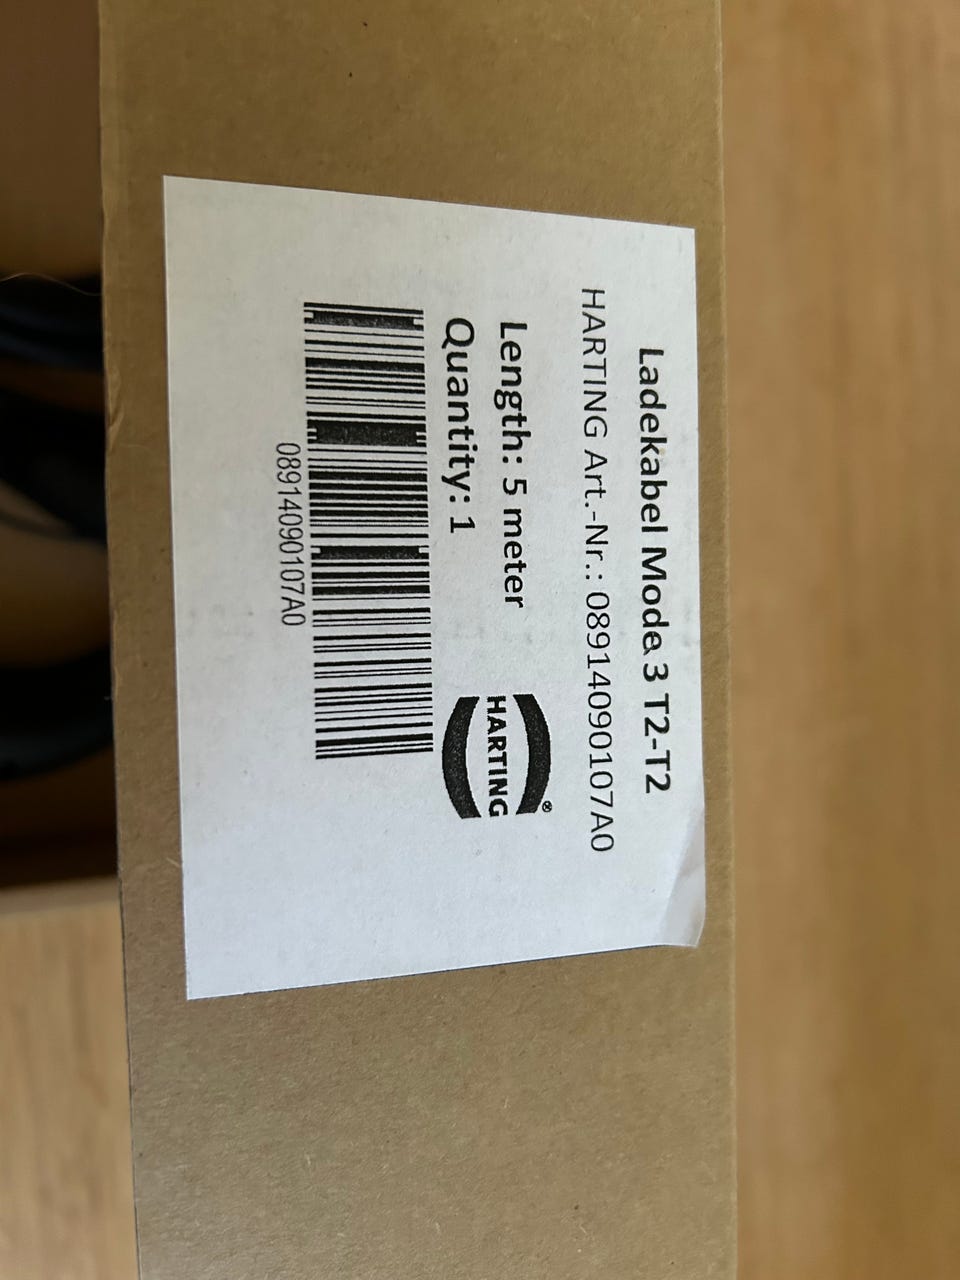 Ladekabel Mode 3 T2-T2
HARTING Art.-Nr.: 08914090107A0
Length: 5 meter
Quantity: 1
HARTING®
08914090107A0